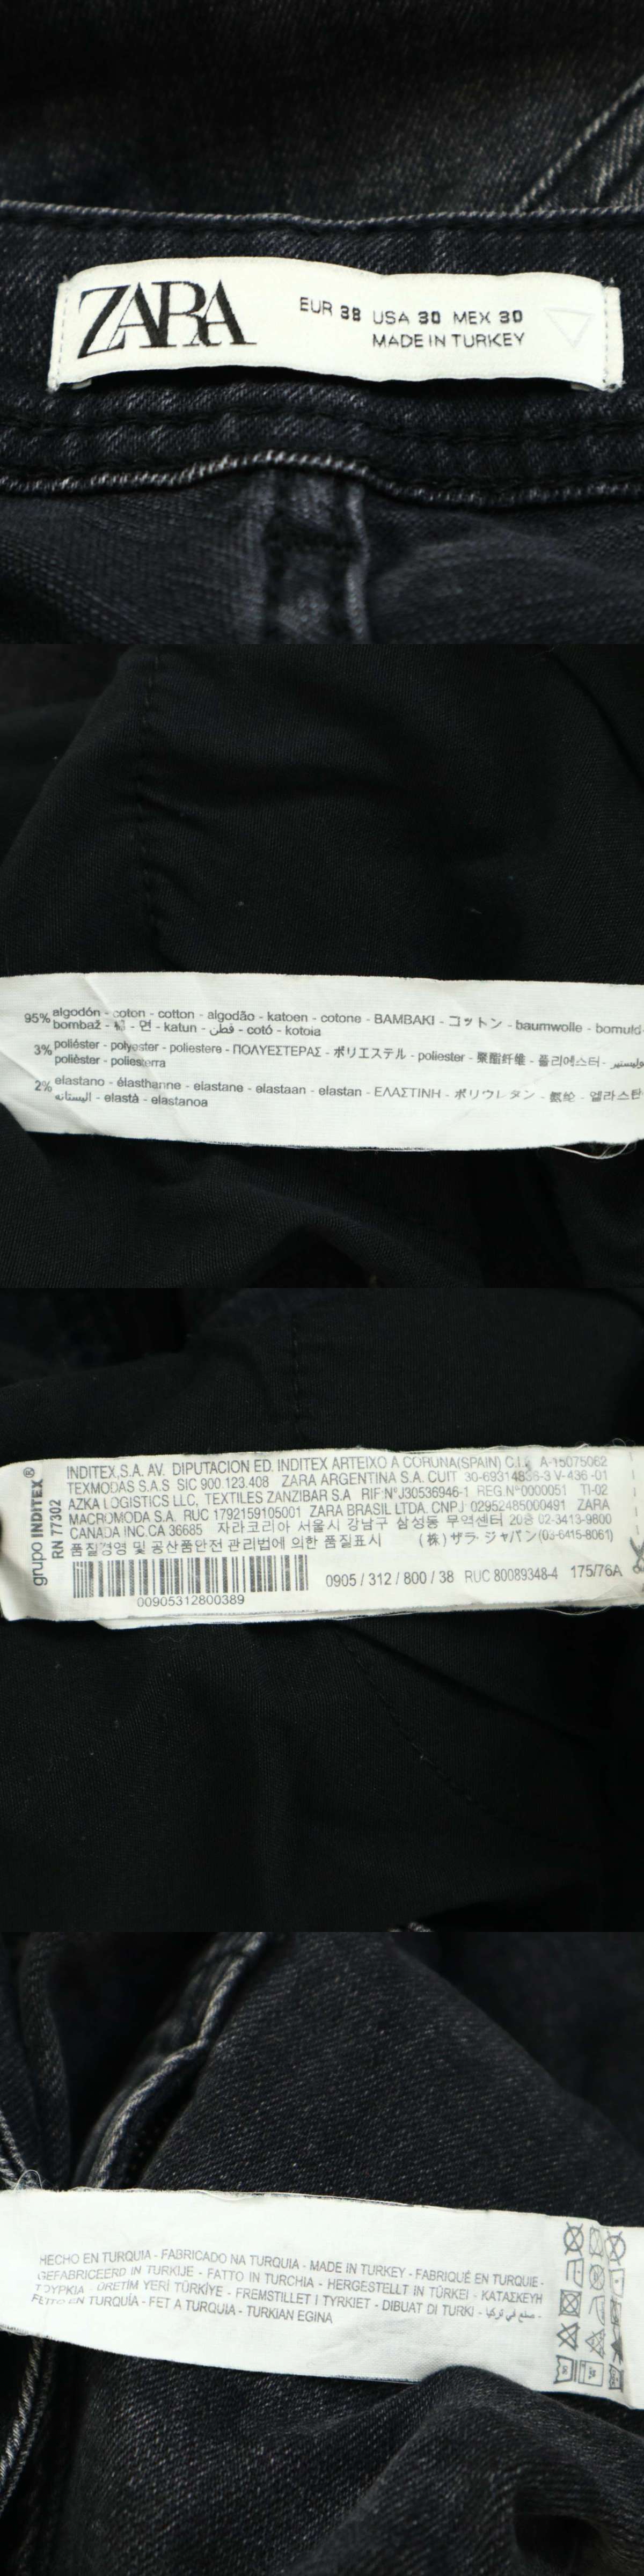 ZARA
EUR 38 USA 30 MEX 30
MADE IN TURKEY
95% algodón - coton - cotton - algodão - katoen - cotone - BAMBAKI - コットン - baumwolle - bomuld
bombaž - - 면 - katun - قطن - cotó - kotoia
3% poliéster - polyester - poliestere - ΠΟΛΥΕΣΤΕΡΑΣ - ポリエステル - poliester - 聚酯纤维 - 폴리에스터 -
polièster - poliesterra
2% elastano - élasthanne - elastane - elastaan - elastan - ΕΛΑΣΤΙΝΗ - ポリウレタン - 氨纶 - 엘라스탄
اليستانه - elastà - elastanoa
grupo INDITEX®
RN 77302
INDITEX,S.A. AV. DIPUTACION ED. INDITEX ARTEIXO A CORUNA(SPAIN) C.I.F. A-15075062
TEXMODAS S.A.S SIC 900.123.408 ZARA ARGENTINA S.A. CUIT 30-69314838-3 V-436 -01
AZKA LOGISTICS LLC, TEXTILES ZANZIBAR S.A RIF:N°J30536946-1 REG.Nº0000051 TI-02
MACROMODA S.A. RUC 1792159105001 ZARA BRASIL LTDA. CNPJ 02952485000491 ZARA
CANADA INC.CA 36685 자라코리아 서울시 강남구 삼성동 무역센터 20층 02-3413-9800
품질경영 및 공산품안전 관리법에 의한 품질표시 (株) ザラ ジャパン(03-6415-8061)
00905312800389
0905 / 312 / 800 / 38 RUC 80089348-4 175/76A
HECHO EN TURQUIA - FABRICADO NA TURQUIA - MADE IN TURKEY - FABRIQUÉ EN TURQUIE -
GEFABRICEERD IN TURKIJE - FATTO IN TURCHIA - HERGESTELLT IN TÜRKEI - ΚΑΤΑΣΚΕΥΗ
ΤΟΥΡΚΙΑ - ÜRETİM YERİ TÜRKİYE - FREMSTILLET I TYRKIET - DIBUAT DI TURKI - صنع في تركيا -
FEITO EN TURQUÍA - FET A TURQUIA - TURKIAN EGINA